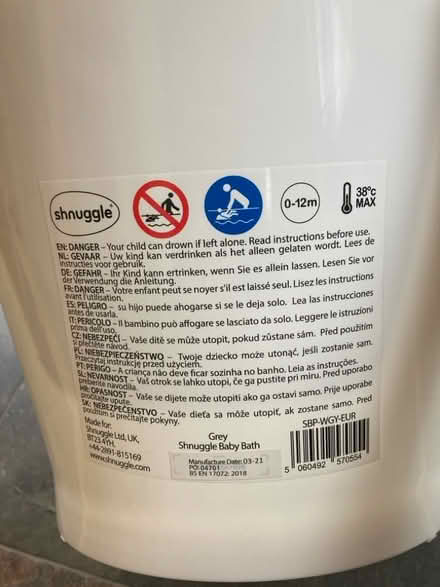 shnuggle®
0-12m
38°C
MAX
EN: DANGER – Your child can drown if left alone. Read instructions before use.
NL: GEVAAR – Uw kind kan verdrinken als het alleen gelaten wordt. Lees de
instructies voor gebruik.
DE: GEFAHR – Ihr Kind kann ertrinken, wenn Sie es allein lassen. Lesen Sie vor
der Verwendung die Anleitung.
FR: DANGER – Votre enfant peut se noyer s'il est laissé seul. Lisez les instructions
avant l'utilisation.
ES: PELIGRO – su hijo puede ahogarse si se le deja solo. Lea las instrucciones
antes de usarla.
IT: PERICOLO – Il bambino può affogare se lasciato da solo. Leggere le istruzioni
prima dell'uso.
CZ: NEBEZPEČÍ – Vaše dítě se může utopit, pokud zůstane sám. Před použitím
si přečtěte návod.
PL: NIEBEZPIECZEŃSTWO – Twoje dziecko może utonąć, jeśli zostanie sam.
Przeczytaj instrukcję przed użyciem.
PT: PERIGO – A criança não deve ficar sozinha no banho. Leia as instruções.
SL: NEVARNOST – Vaš otrok se lahko utopi, če ga pustite pri miru. Pred uporabo
preberite navodila.
HR: OPASNOST – Vaše se dijete može utopiti ako ga ostavi samo. Prije uporabe
pročitajte upute.
SK: NEBEZPEČENSTVO – Vaše dieťa sa môže utopiť, ak zostane samo. Pred
použitím si prečítajte pokyny.
Made for:
Shnuggle Ltd, UK,
BT23 4YH.
+44-2891-815169
www.shnuggle.com
Grey
Shnuggle Baby Bath
Manufacture Date: 03-21
PO: 04701
BS EN 17072: 2018
SBP-WGY-EUR
5 060492 570554